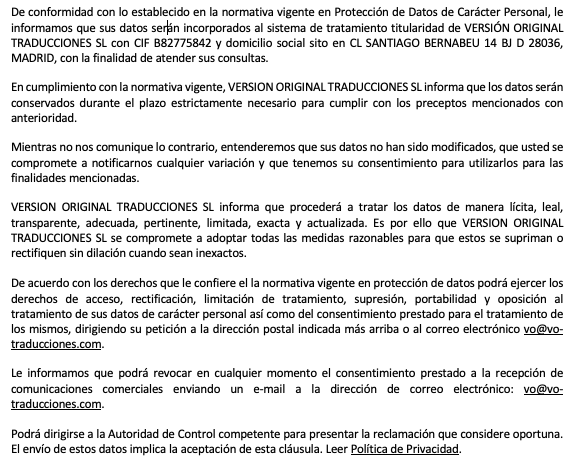 De conformidad con lo establecido en la normativa vigente en Protección de Datos de Carácter Personal, le
informamos que sus datos serán incorporados al sistema de tratamiento titularidad de VERSIÓN ORIGINAL
TRADUCCIONES SL con CIF B82775842 y domicilio social sito en CL SANTIAGO BERNABEU 14 BJ D 28036,
MADRID, con la finalidad de atender sus consultas.
En cumplimiento con la normativa vigente, VERSION ORIGINAL TRADUCCIONES SL informa que los datos serán
conservados durante el plazo estrictamente necesario para cumplir con los preceptos mencionados con
anterioridad.
Mientras no nos comunique lo contrario, entenderemos que sus datos no han sido modificados, que usted se
compromete a notificarnos cualquier variación y que tenemos su consentimiento para utilizarlos para las
finalidades mencionadas.
VERSION ORIGINAL TRADUCCIONES SL informa que procederá a tratar los datos de manera lícita, leal,
transparente, adecuada, pertinente, limitada, exacta y actualizada. Es por ello que VERSION ORIGINAL
TRADUCCIONES SL se compromete a adoptar todas las medidas razonables para que estos se supriman o
rectifiquen sin dilación cuando sean inexactos.
De acuerdo con los derechos que le confiere el la normativa vigente en protección de datos podrá ejercer los
derechos de acceso, rectificación, limitación de tratamiento, supresión, portabilidad y oposición al
tratamiento de sus datos de carácter personal así como del consentimiento prestado para el tratamiento de
los mismos, dirigiendo su petición a la dirección postal indicada más arriba o al correo electrónico vo@vo-
traducciones.com.
Le informamos que podrá revocar en cualquier momento el consentimiento prestado a la recepción de
comunicaciones comerciales enviando un e-mail a la dirección de correo electrónico: vo@vo-
traducciones.com.
Podrá dirigirse a la Autoridad de Control competente para presentar la reclamación que considere oportuna.
El envío de estos datos implica la aceptación de esta cláusula. Leer Política de Privacidad.